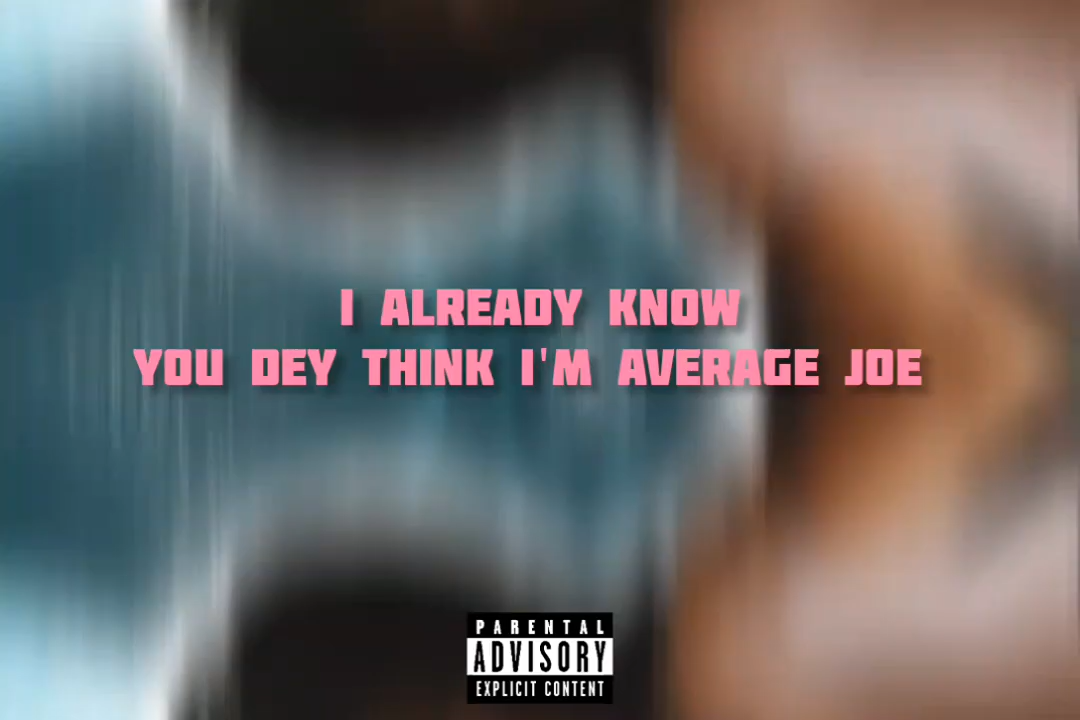 I ALREADY KNOW
YOU DEY THINK I'M AVERAGE JOE
PARENTAL
ADVISORY
EXPLICIT CONTENT